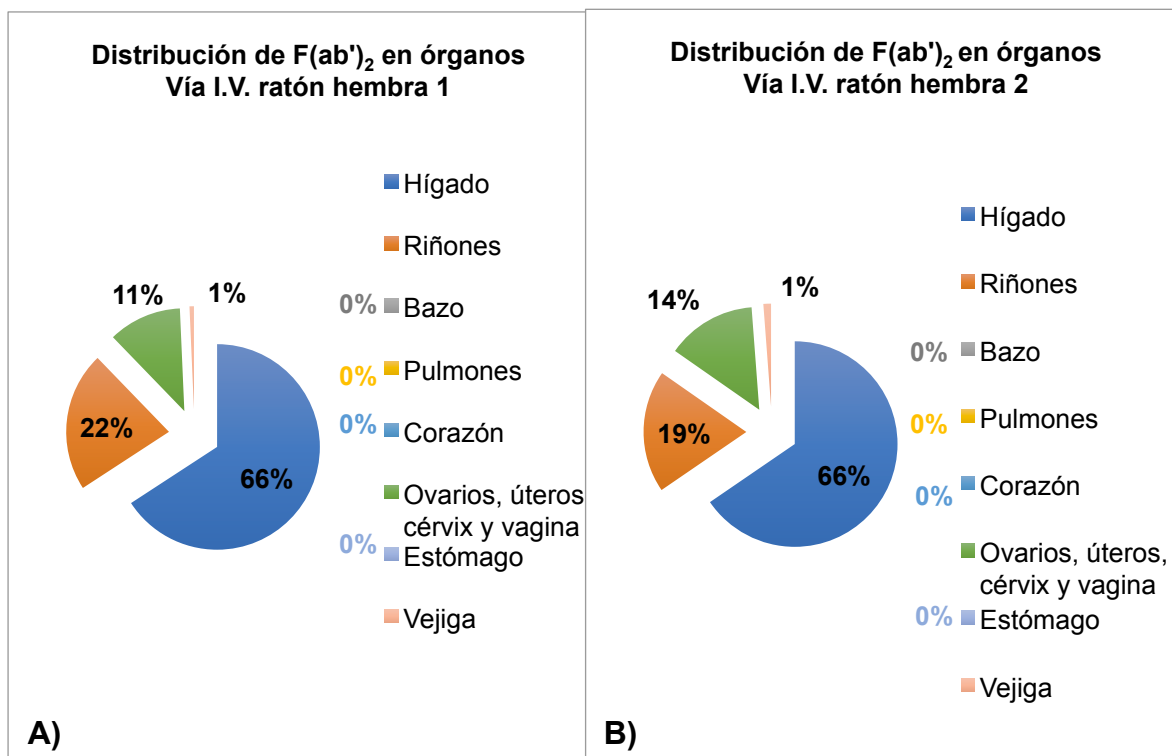 Distribución de F(ab')₂ en órganos
Vía I.V. ratón hembra 1
Hígado
Riñones
0% Bazo
0% Pulmones
0% Corazón
Ovarios, úteros
cérvix y vagina
0% Estómago
Vejiga
11%
1%
22%
66%
A)
Distribución de F(ab')₂ en órganos
Vía I.V. ratón hembra 2
Hígado
Riñones
0% Bazo
0% Pulmones
0% Corazón
Ovarios, úteros,
cérvix y vagina
0% Estómago
Vejiga
14%
1%
19%
66%
B)